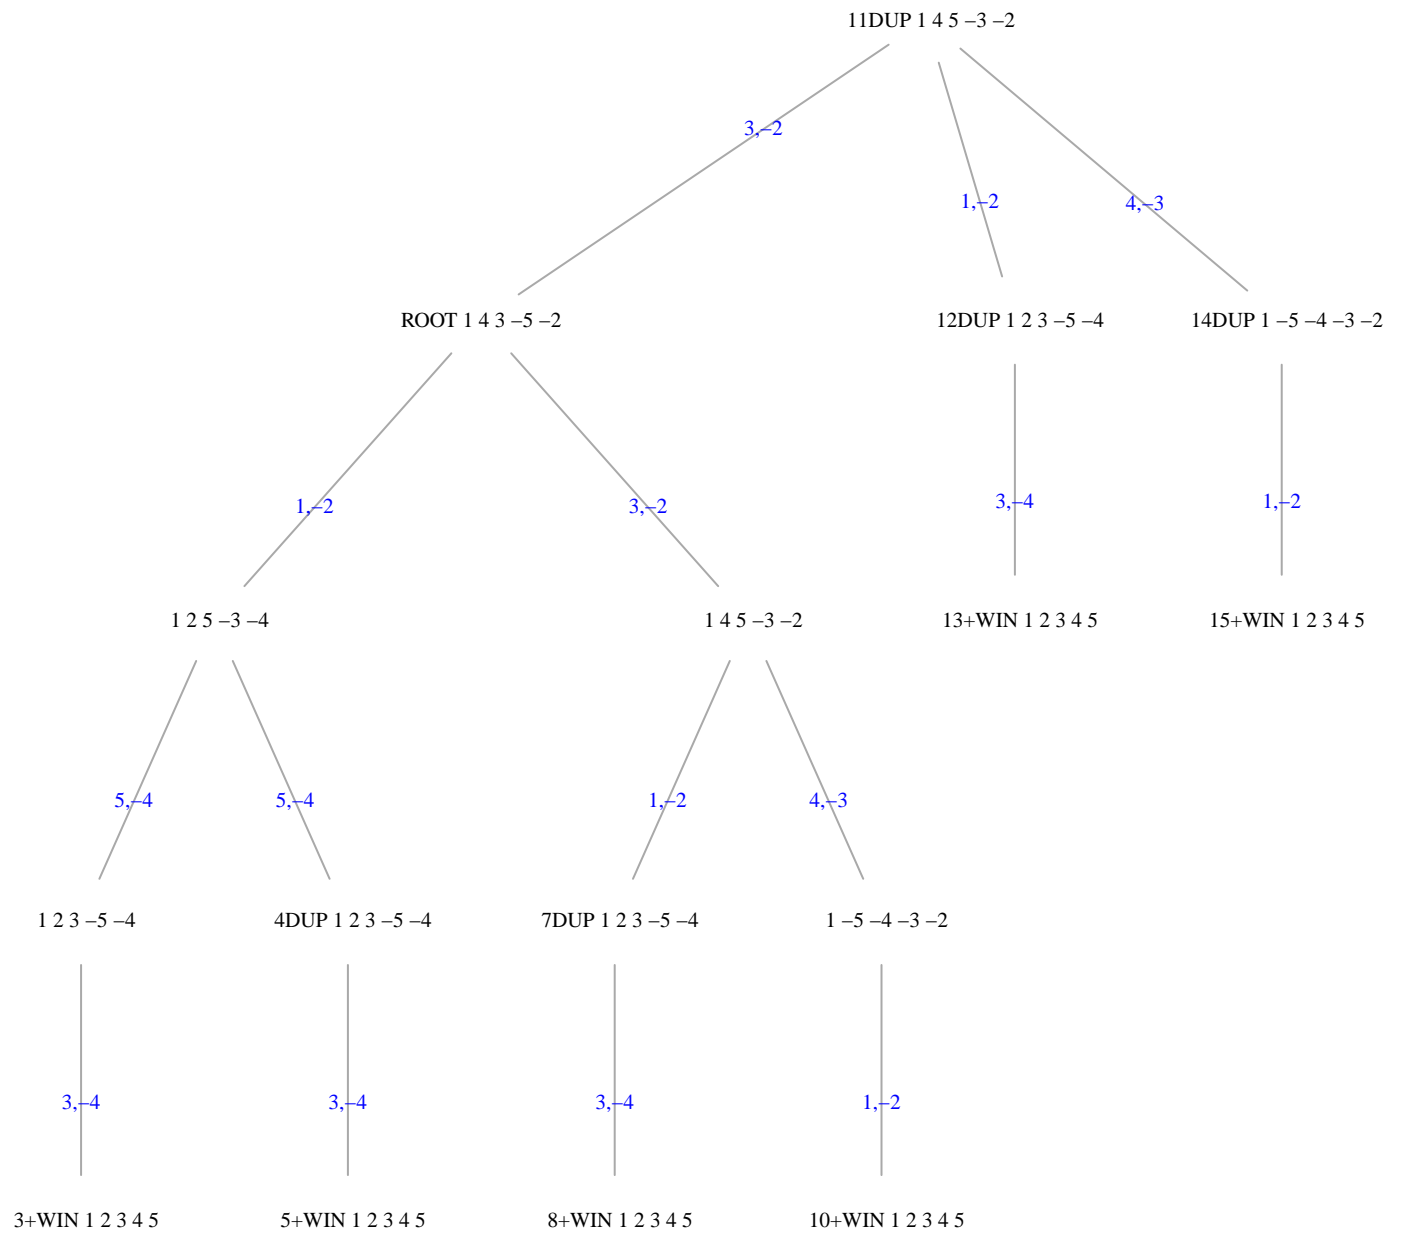 11DUP 1 4 5 −3 −2
3,−2
1,−2
4,−3
ROOT 1 4 3 −5 −2
12DUP 1 2 3 −5 −4
14DUP 1 −5 −4 −3 −2
1,−2
3,−2
3,−4
1,−2
1 2 5 −3 −4
1 4 5 −3 −2
13+WIN 1 2 3 4 5
15+WIN 1 2 3 4 5
5,−4
5,−4
1,−2
4,−3
1 2 3 −5 −4
4DUP 1 2 3 −5 −4
7DUP 1 2 3 −5 −4
1 −5 −4 −3 −2
3,−4
3,−4
3,−4
1,−2
3+WIN 1 2 3 4 5
5+WIN 1 2 3 4 5
8+WIN 1 2 3 4 5
10+WIN 1 2 3 4 5